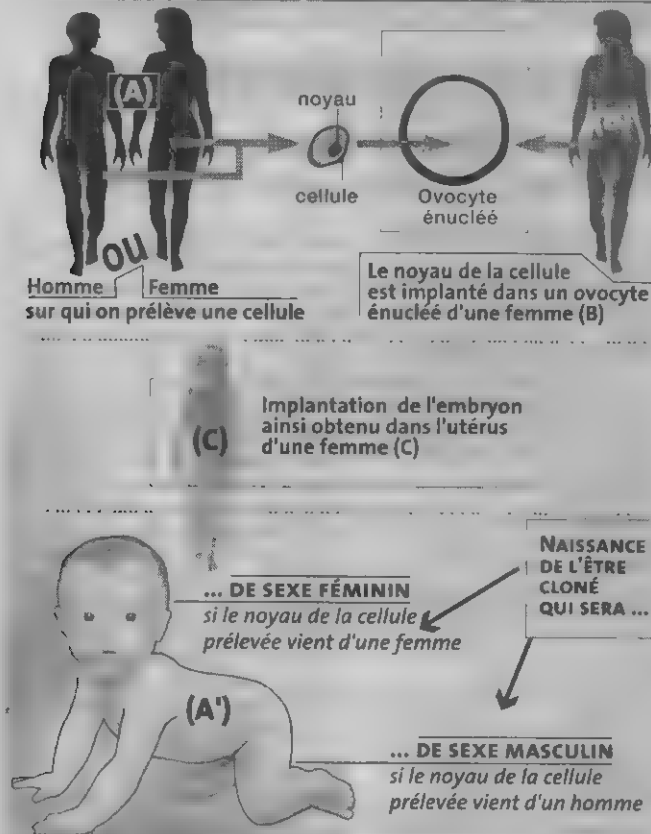 (A)
noyau
cellule
Ovocyte
énucléé
ou
Homme Femme
sur qui on prélève une cellule
Le noyau de la cellule
est implanté dans un ovocyte
énucléé d'une femme (B)
(C)
Implantation de l'embryon
ainsi obtenu dans l'utérus
d'une femme (C)
NAISSANCE
DE L'ÊTRE
CLONÉ
QUI SERA ...
... DE SEXE FÉMININ
si le noyau de la cellule
prélevée vient d'une femme
(A')
... DE SEXE MASCULIN
si le noyau de la cellule
prélevée vient d'un homme